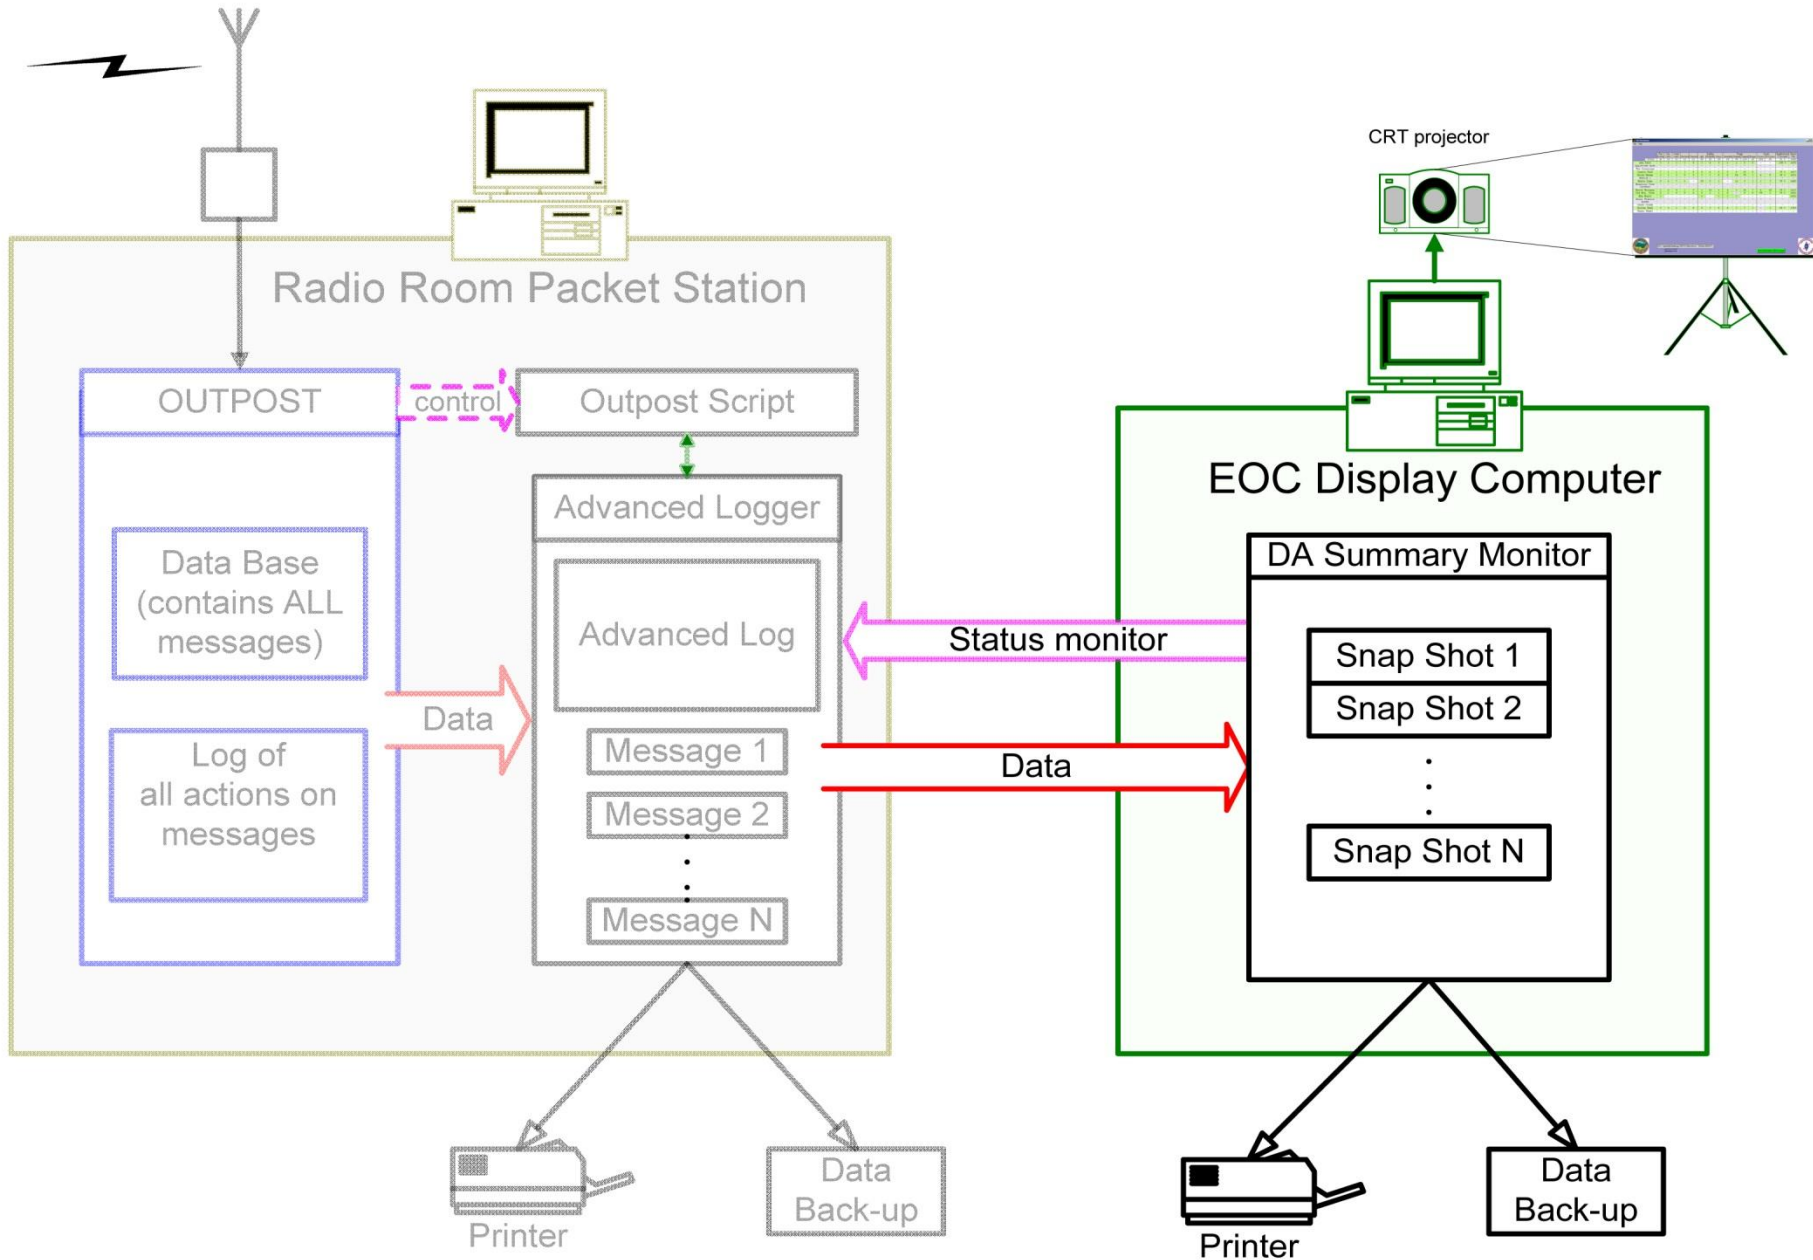 CRT projector
Radio Room Packet Station
OUTPOST
control
Outpost Script
Data Base
(contains ALL
messages)
Log of
all actions on
messages
Data
Advanced Logger
Advanced Log
Message 1
Message 2
Message N
Printer
Data
Back-up
Status monitor
Data
EOC Display Computer
DA Summary Monitor
Snap Shot 1
Snap Shot 2
Snap Shot N
Printer
Data
Back-up